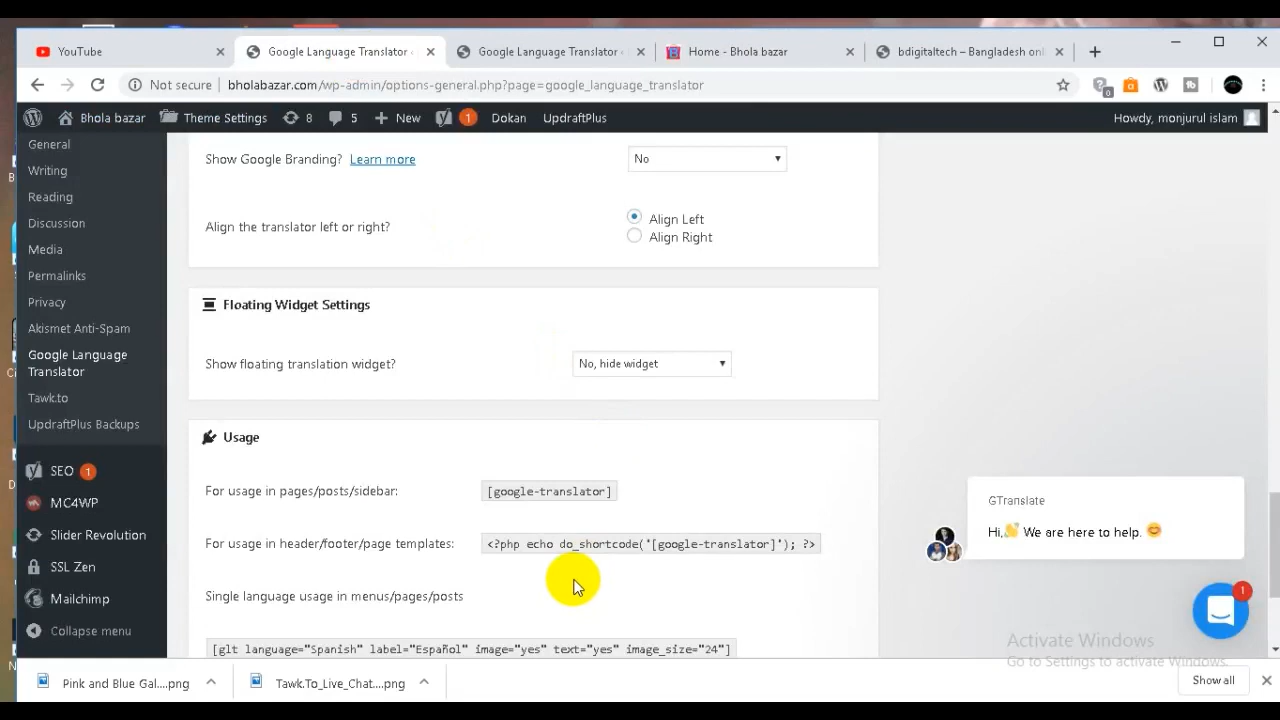 YouTube
Google Language Translator
Google Language Translator
Home - Bhola bazar
bdigitaltech – Bangladesh onl
Not secure
bholabazar.com/wp-admin/options-general.php?page=google_language_translator
0
Bhola bazar
Theme Settings
8
5
New
1
Dokan
UpdraftPlus
Howdy, monjurul islam
General
Writing
Reading
Discussion
Media
Permalinks
Privacy
Akismet Anti-Spam
Google Language
Translator
Tawk.to
UpdraftPlus Backups
SEO 1
MC4WP
Slider Revolution
SSL Zen
Mailchimp
Collapse menu
Show Google Branding? Learn more
No
Align the translator left or right?
Align Left
Align Right
Floating Widget Settings
Show floating translation widget?
No, hide widget
Usage
For usage in pages/posts/sidebar:
[google-translator]
For usage in header/footer/page templates:
<?php echo do_shortcode('[google-translator]'); ?>
Single language usage in menus/pages/posts
[glt language="Spanish" label="Español" image="yes" text="yes" image_size="24"]
GTranslate
Hi,👋 We are here to help. 😊
1
Activate Windows
Go to Settings to activate Windows.
Pink and Blue Gal....png
Tawk.To_Live_Chat....png
Show all